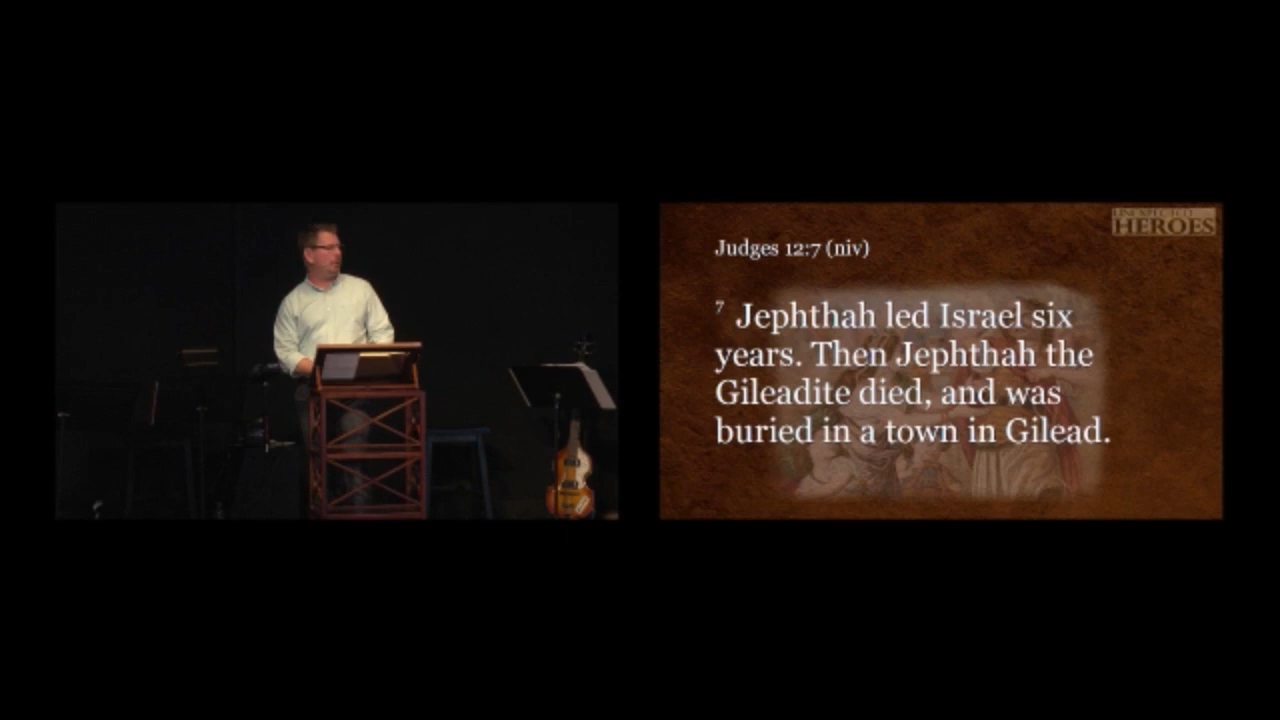 UNEXPECTED
HEROES
Judges 12:7 (niv)
7 Jephthah led Israel six
years. Then Jephthah the
Gileadite died, and was
buried in a town in Gilead.